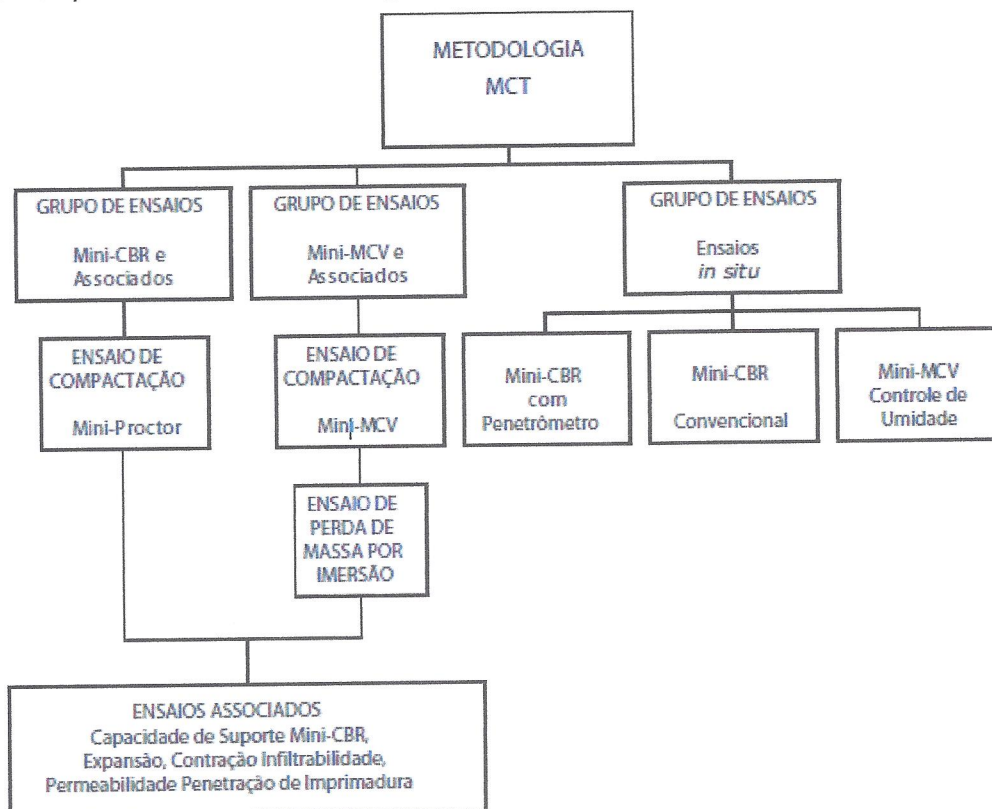 METODOLOGIA
MCT
GRUPO DE ENSAIOS
Mini-CBR e
Associados
GRUPO DE ENSAIOS
Mini-MCV e
Associados
GRUPO DE ENSAIOS
Ensaios
in situ
ENSAIO DE
COMPACTAÇÃO
Mini-Proctor
ENSAIO DE
COMPACTAÇÃO
Mini-MCV
Mini-CBR
com
Penetrômetro
Mini-CBR
Convencional
Mini-MCV
Controle de
Umidade
ENSAIO DE
PERDA DE
MASSA POR
IMERSÃO
ENSAIOS ASSOCIADOS
Capacidade de Suporte Mini-CBR,
Expansão, Contração Infiltrabilidade,
Permeabilidade Penetração de Imprimadura